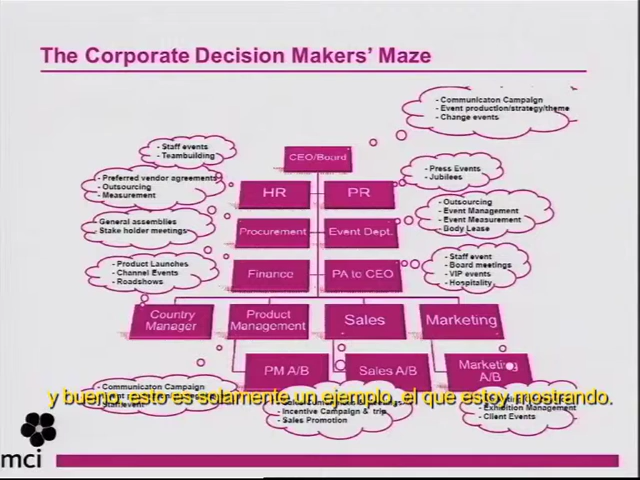 The Corporate Decision Makers' Maze
- Communicaton Campaign
- Event production/strategy/theme
- Change events
- Staff events
- Teambuilding
CEO/Board
- Press Events
- Jubilees
- Preferred vendor agreements
- Outsourcing
- Measurement
HR
PR
- Outsourcing
- Event Management
- Event Measurement
- Body Lease
General assemblies
- Stake holder meetings
Procurement
Event Dept.
- Staff event
- Board meetings
- VIP events
- Hospitality
- Product Launches
- Channel Events
- Roadshows
Finance
PA to CEO
Country
Manager
Product
Management
Sales
Marketing
PM A/B
Sales A/B
Marketing
A/B
- Communicaton Campaign
y bueno, esto es solamente un ejemplo, el que estoy mostrando.
- Incentive Campaign & trip
- Sales Promotion
- Exhibition Management
- Client Events
mci